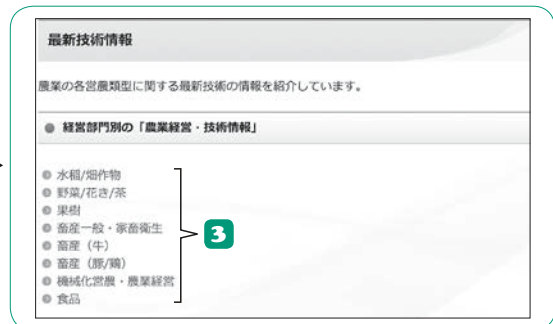 最新技術情報
農業の各営農類型に関する最新技術の情報を紹介しています。
経営部門別の「農業経営・技術情報」
水稲/畑作物
野菜/花き/茶
果樹
畜産一般・家畜衛生
畜産（牛）
畜産（豚/鶏）
機械化営農・農業経営
食品
3